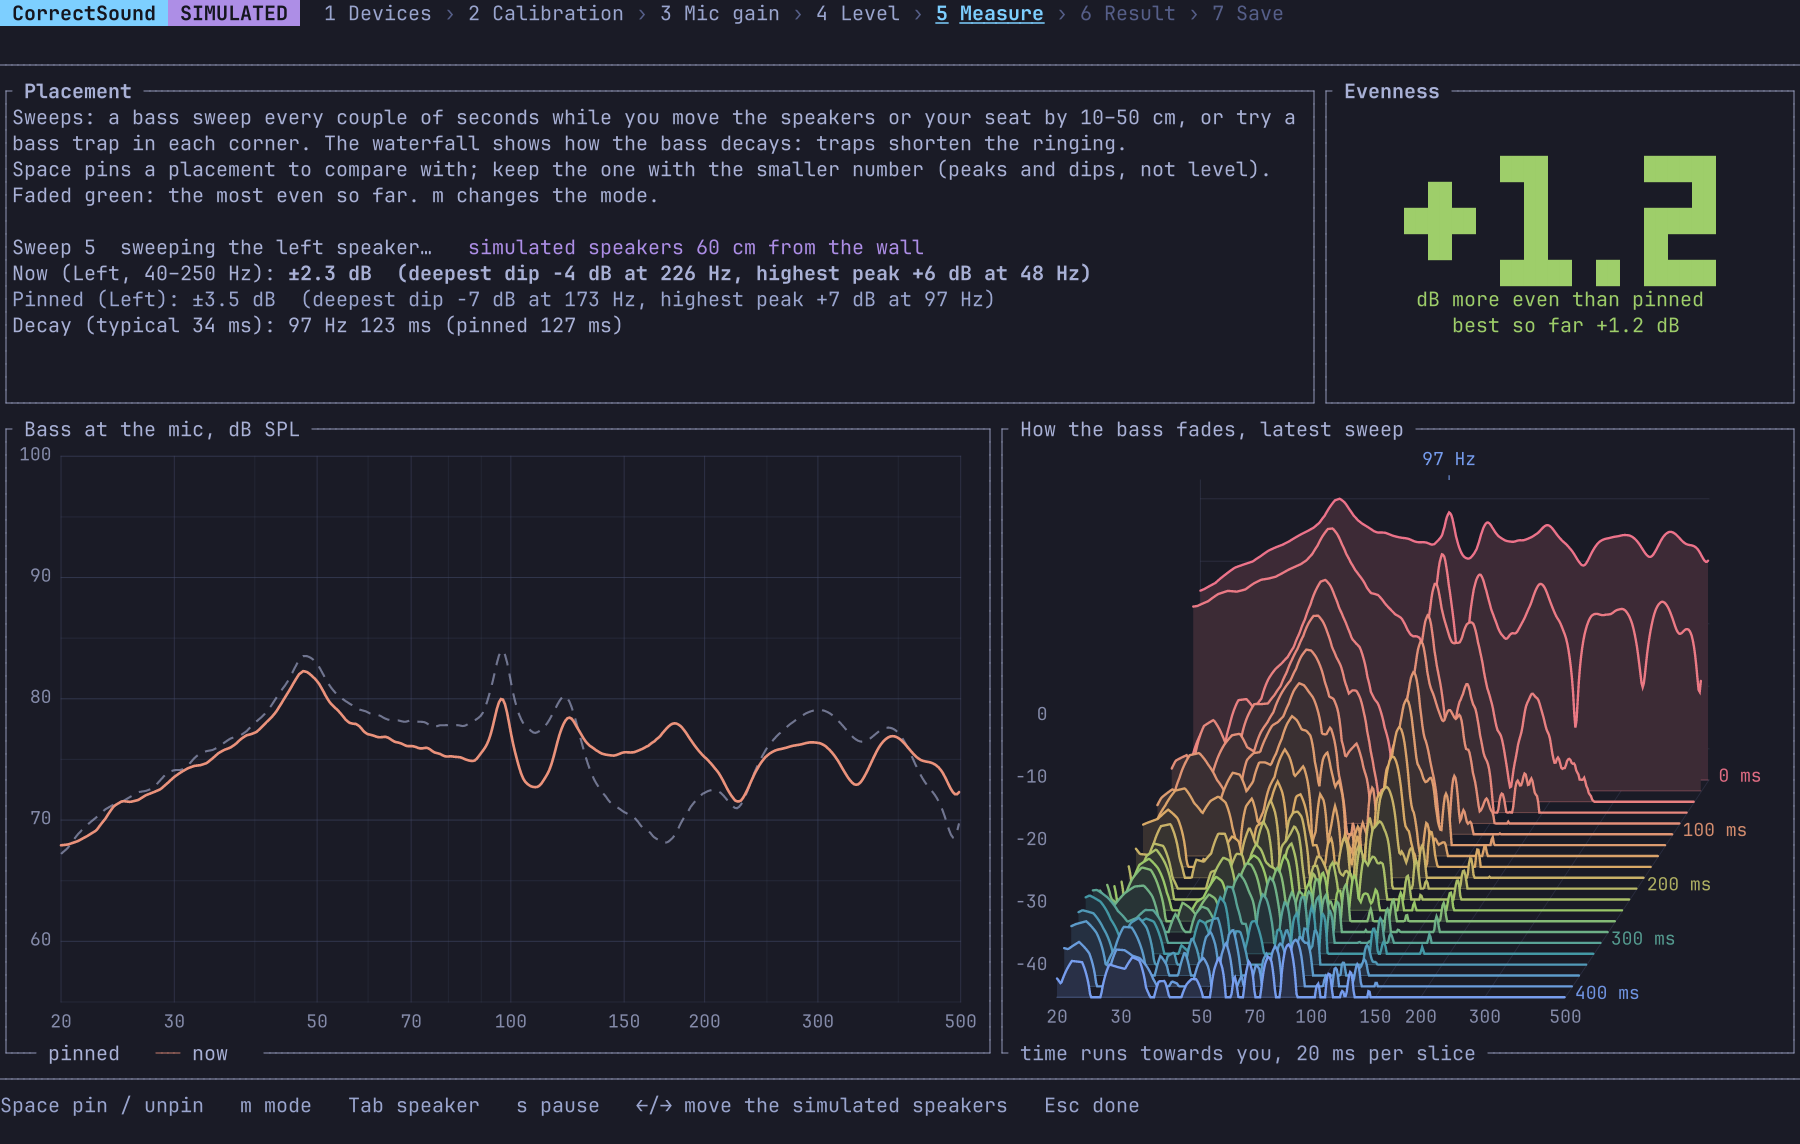 CorrectSound SIMULATED 1 Devices › 2 Calibration › 3 Mic gain › 4 Level › 5 Measure › 6 Result › 7 Save
Placement
Sweeps: a bass sweep every couple of seconds while you move the speakers or your seat by 10–50 cm, or try a
bass trap in each corner. The waterfall shows how the bass decays: traps shorten the ringing.
Space pins a placement to compare with; keep the one with the smaller number (peaks and dips, not level).
Faded green: the most even so far. m changes the mode.
Sweep 5 sweeping the left speaker… simulated speakers 60 cm from the wall
Now (Left, 40–250 Hz): ±2.3 dB (deepest dip -4 dB at 226 Hz, highest peak +6 dB at 48 Hz)
Pinned (Left): ±3.5 dB (deepest dip -7 dB at 173 Hz, highest peak +7 dB at 97 Hz)
Decay (typical 34 ms): 97 Hz 123 ms (pinned 127 ms)
Evenness
+1.2
dB more even than pinned
best so far +1.2 dB
Bass at the mic, dB SPL
100
90
80
70
60
20 30 50 70 100 150 200 300 500
pinned now
How the bass fades, latest sweep
97 Hz
0
-10
-20
-30
-40
0 ms
100 ms
200 ms
300 ms
400 ms
20 30 50 70 100 150 200 300 500
time runs towards you, 20 ms per slice
Space pin / unpin m mode Tab speaker s pause ←/→ move the simulated speakers Esc done